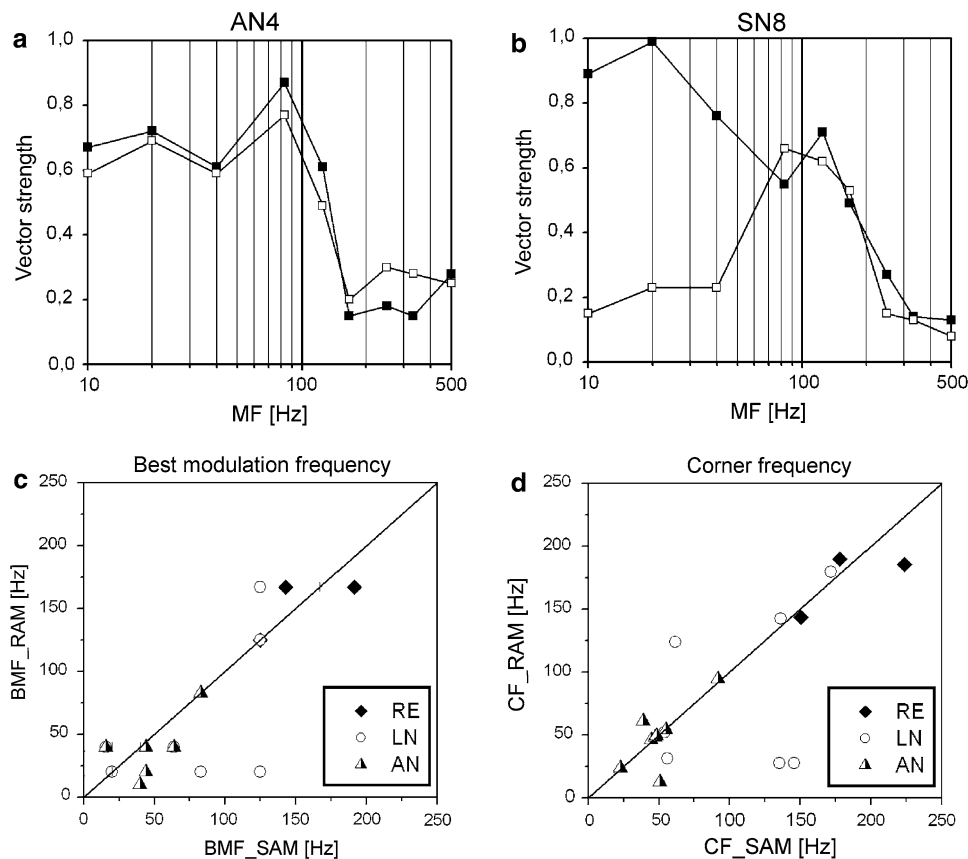 AN4
a
1,0
0,8
0,6
0,4
0,2
0,0
Vector strength
10
100
500
MF [Hz]
SN8
b
1,0
0,8
0,6
0,4
0,2
0,0
Vector strength
10
100
500
MF [Hz]
Best modulation frequency
c
250
200
150
100
50
0
BMF_RAM [Hz]
RE
LN
AN
0
50
100
150
200
250
BMF_SAM [Hz]
Corner frequency
d
250
200
150
100
50
0
CF_RAM [Hz]
RE
LN
AN
0
50
100
150
200
250
CF_SAM [Hz]